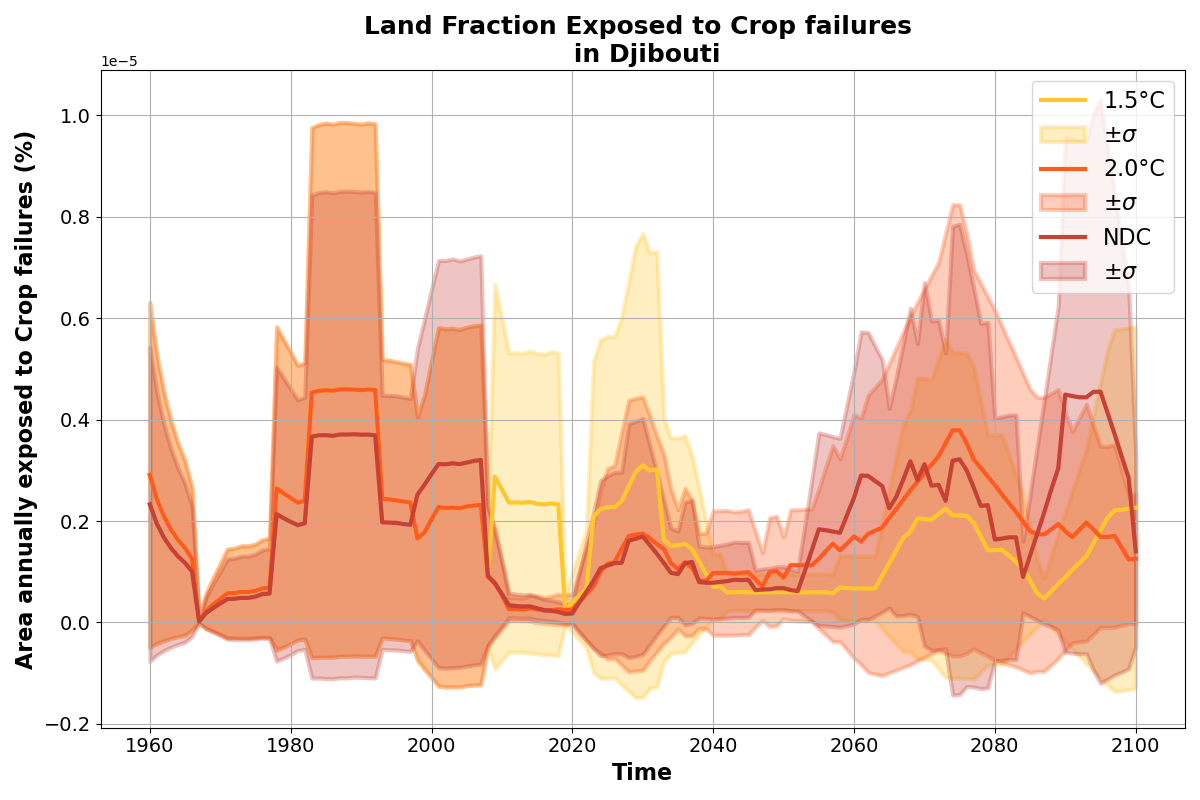 Land Fraction Exposed to Crop failures
in Djibouti
1e−5
1.0
0.8
0.6
0.4
0.2
0.0
−0.2
Area annually exposed to Crop failures (%)
1960
1980
2000
2020
2040
2060
2080
2100
Time
1.5°C
±σ
2.0°C
±σ
NDC
±σ